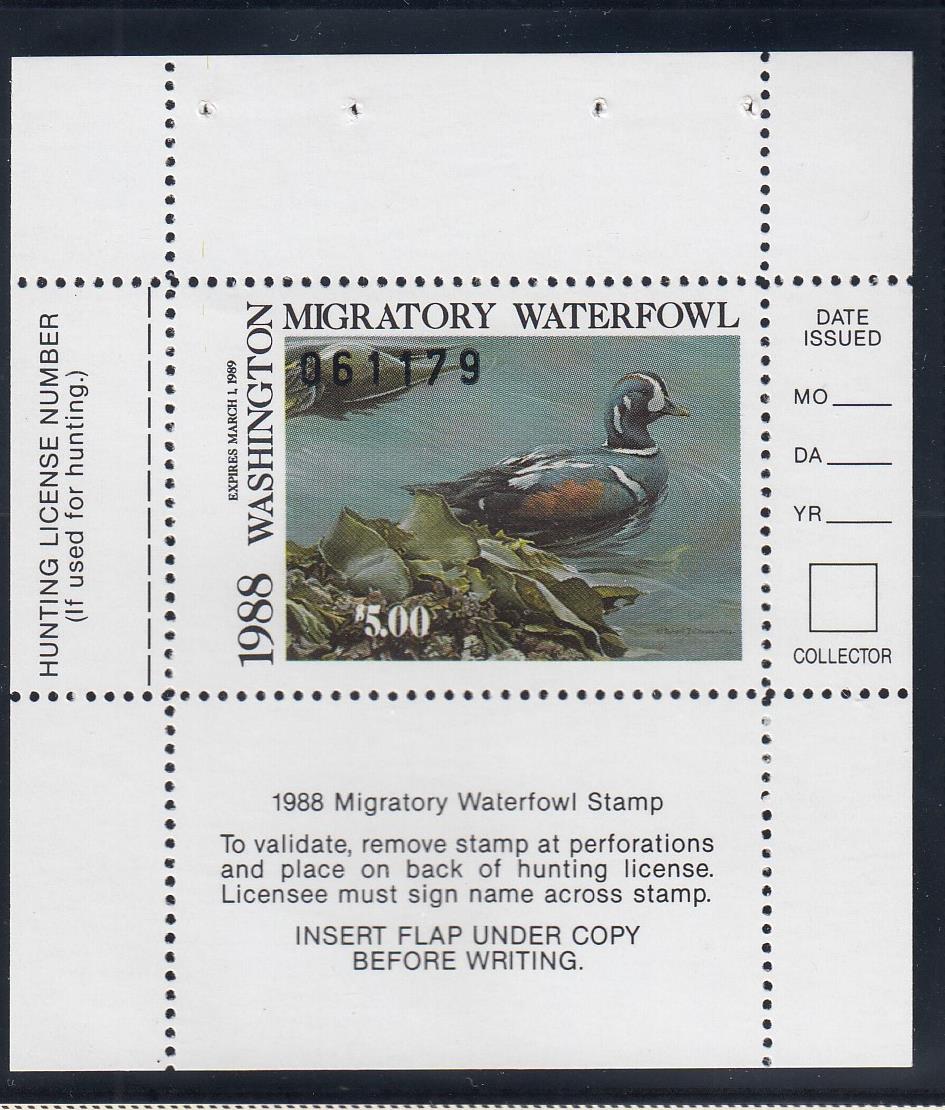 HUNTING LICENSE NUMBER
(If used for hunting.)
MIGRATORY WATERFOWL
1988 WASHINGTON
EXPIRES MARCH 1, 1989
061179
$5.00
DATE
ISSUED
MO
DA
YR
COLLECTOR
1988 Migratory Waterfowl Stamp
To validate, remove stamp at perforations
and place on back of hunting license.
Licensee must sign name across stamp.
INSERT FLAP UNDER COPY
BEFORE WRITING.